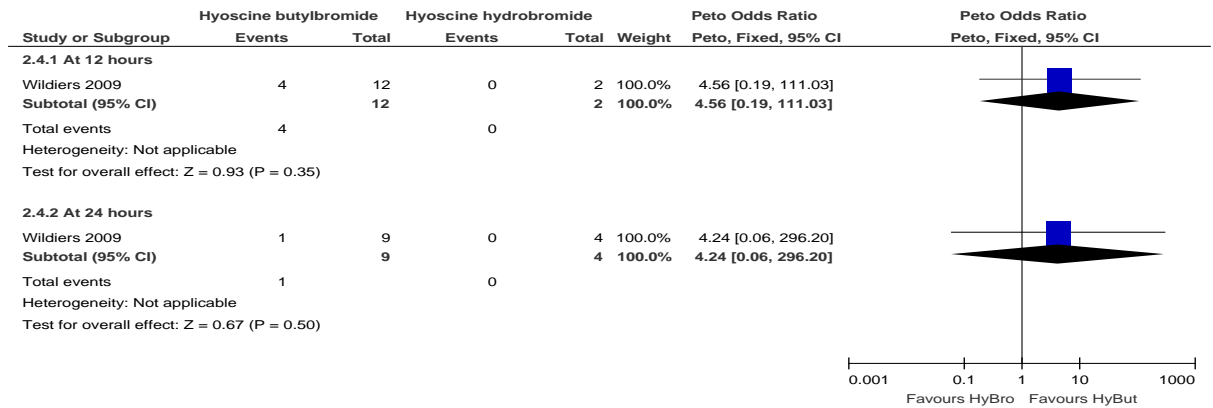 Hyoscine butylbromide Hyoscine hydrobromide Peto Odds Ratio Peto Odds Ratio
Study or Subgroup Events Total Events Total Weight Peto, Fixed, 95% CI Peto, Fixed, 95% CI
2.4.1 At 12 hours
Wildiers 2009 4 12 0 2 100.0% 4.56 [0.19, 111.03]
Subtotal (95% CI) 12 2 100.0% 4.56 [0.19, 111.03]
Total events 4 0
Heterogeneity: Not applicable
Test for overall effect: Z = 0.93 (P = 0.35)
2.4.2 At 24 hours
Wildiers 2009 1 9 0 4 100.0% 4.24 [0.06, 296.20]
Subtotal (95% CI) 9 4 100.0% 4.24 [0.06, 296.20]
Total events 1 0
Heterogeneity: Not applicable
Test for overall effect: Z = 0.67 (P = 0.50)
0.001 0.1 1 10 1000
Favours HyBro Favours HyBut